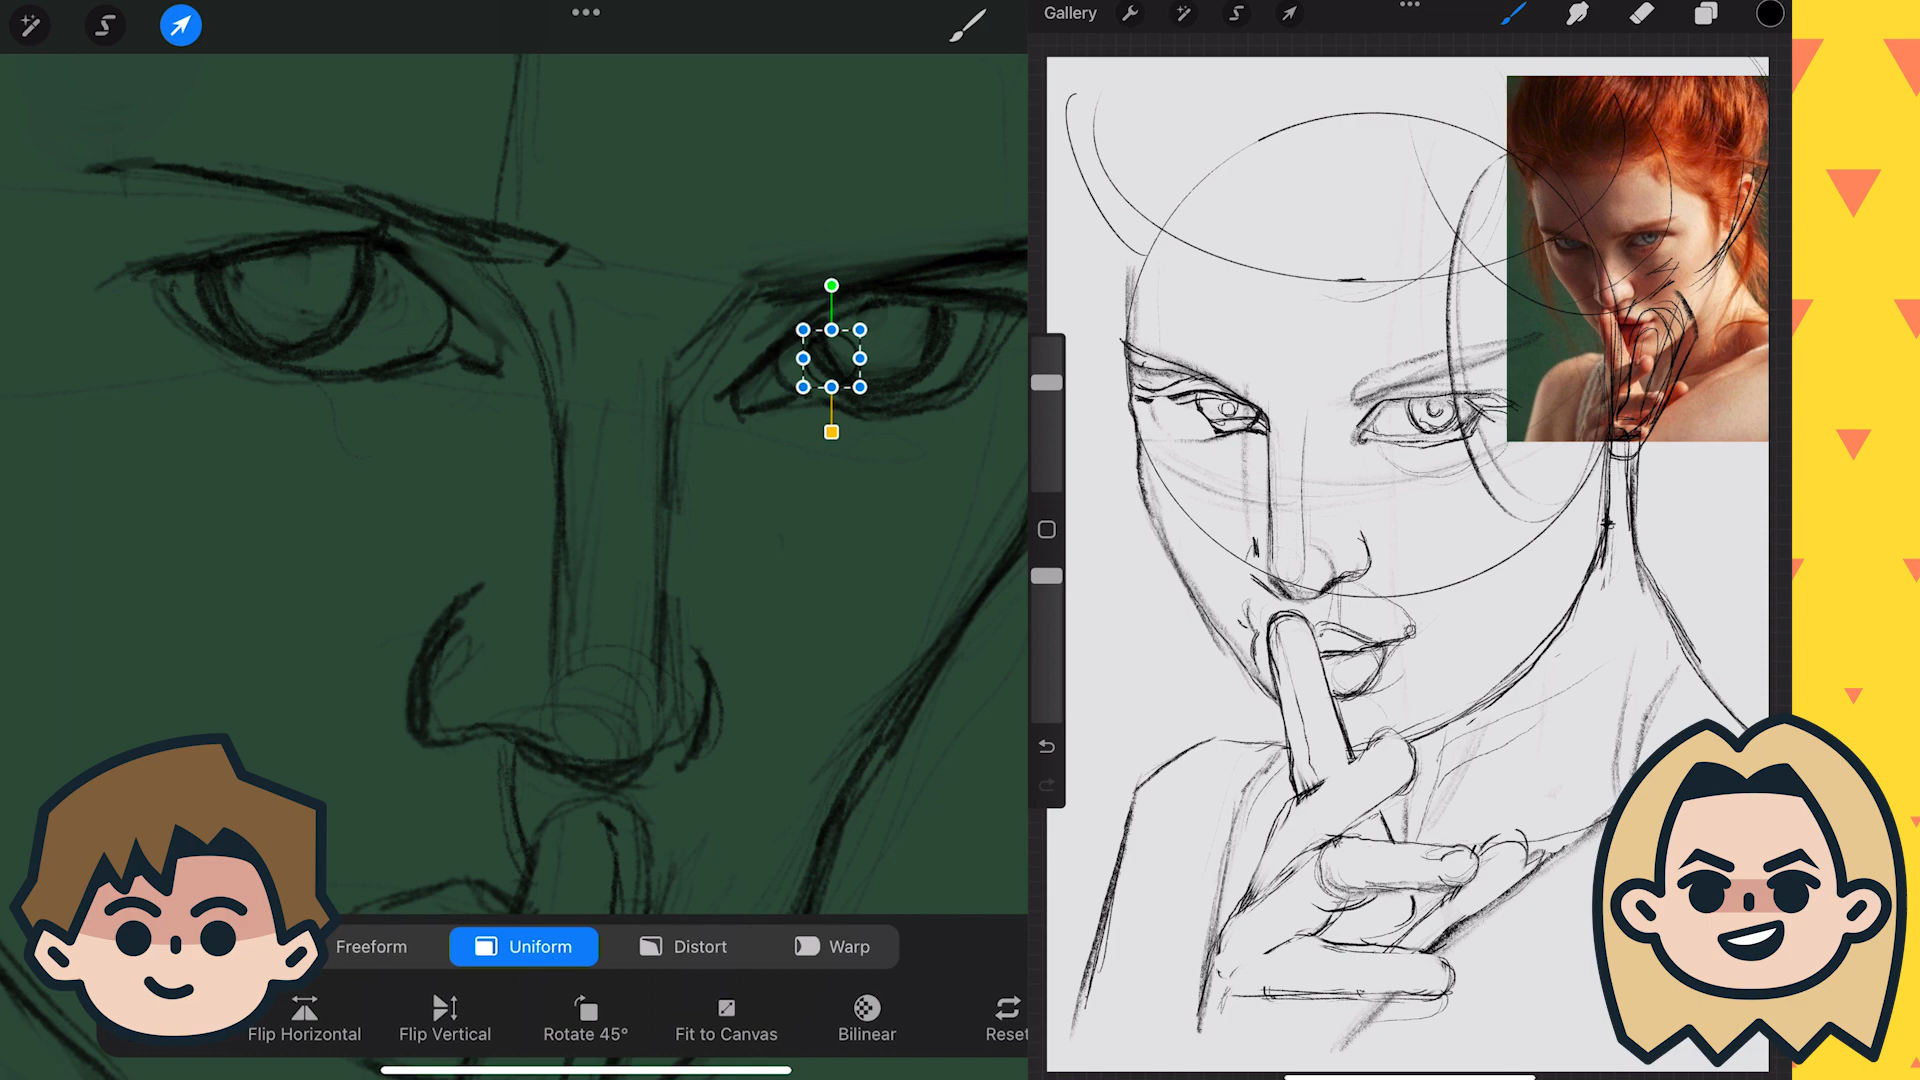 Gallery
Freeform
Uniform
Distort
Warp
Flip Horizontal
Flip Vertical
Rotate 45°
Fit to Canvas
Bilinear
Reset